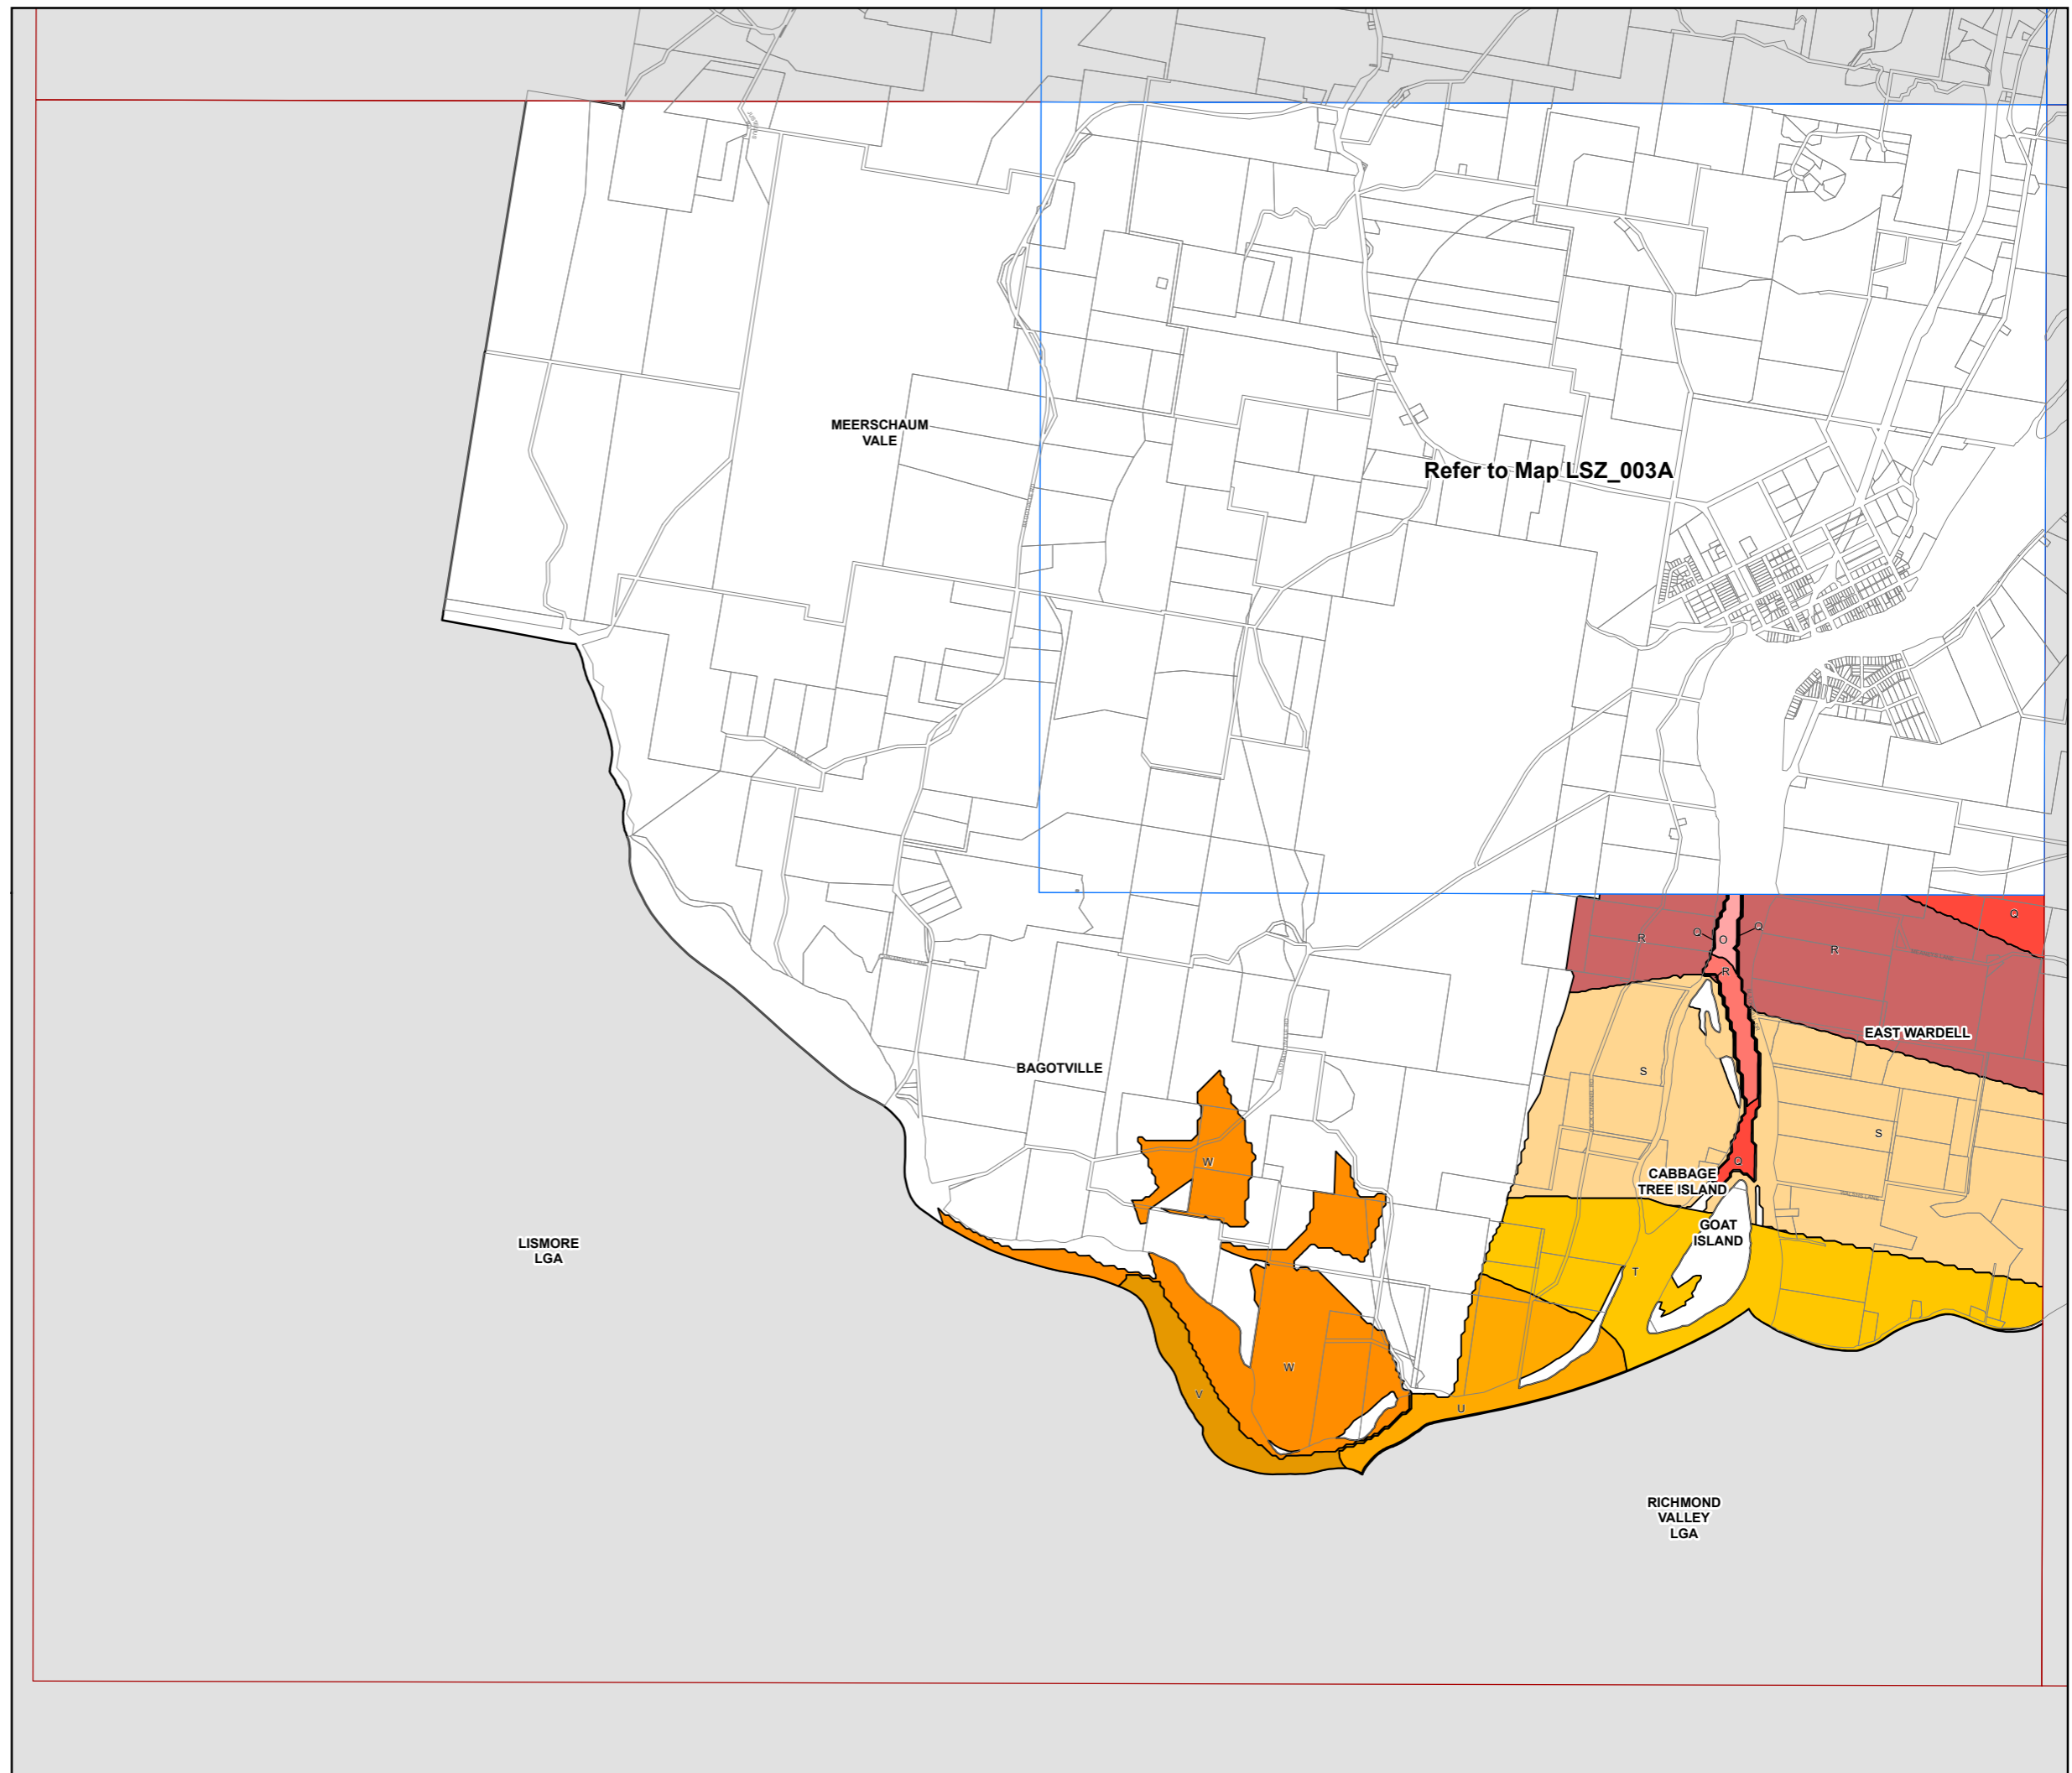 MEERSCHAUM
VALE
Refer to Map LSZ_003A
Q
Q
O
Q
R
R
R
EAST WARDELL
BAGOTVILLE
S
S
W
Q
CABBAGE
TREE ISLAND
GOAT
ISLAND
LISMORE
LGA
T
W
V
U
RICHMOND
VALLEY
LGA